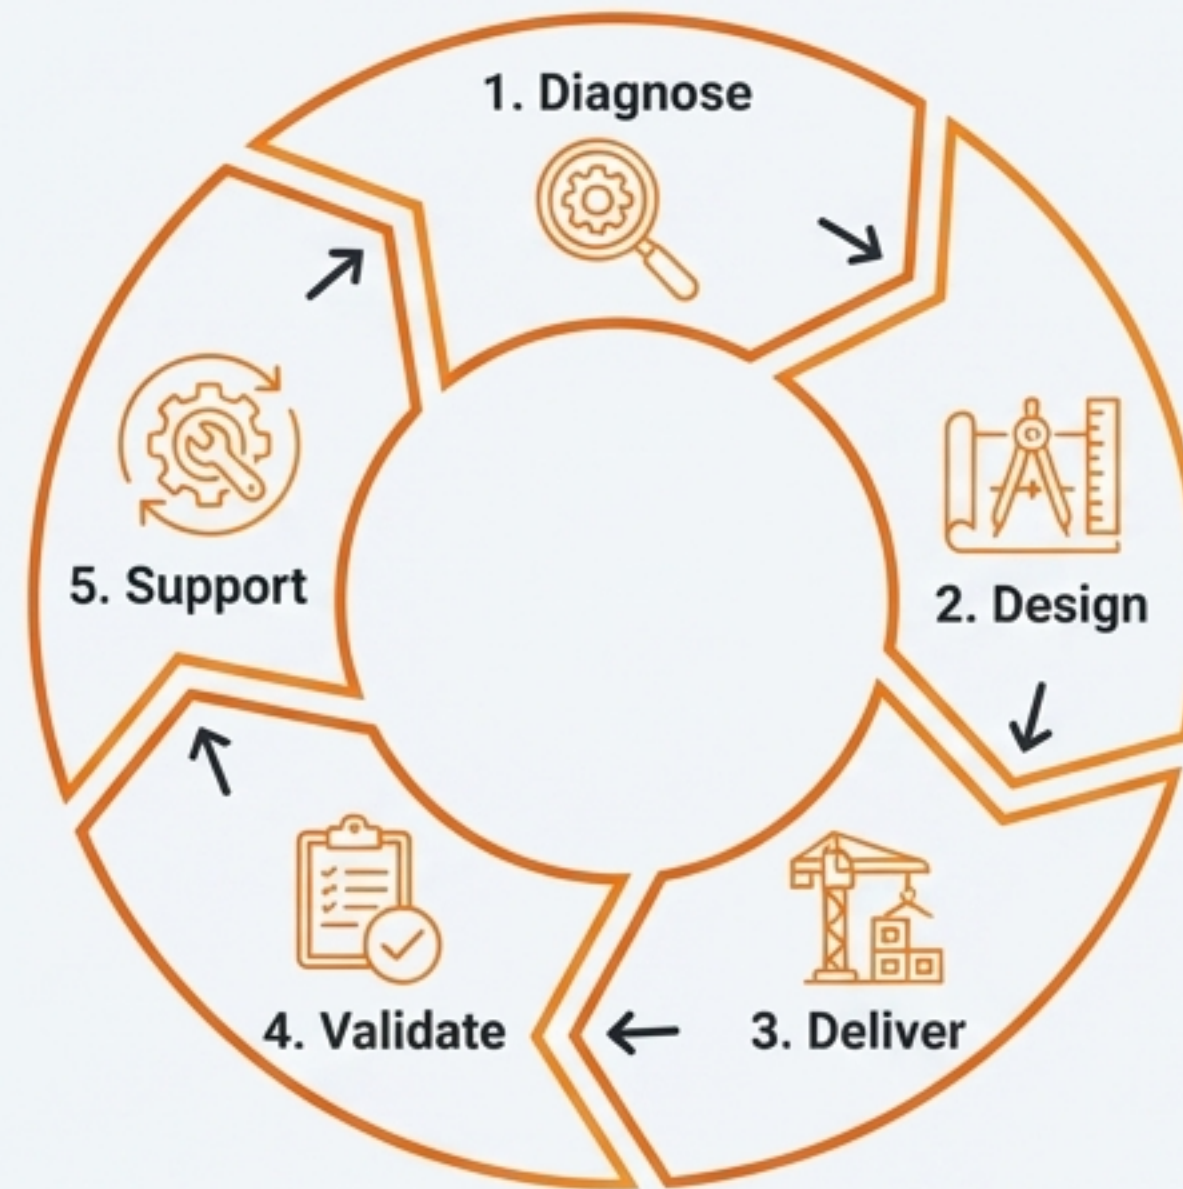 1. Diagnose
2. Design
3. Deliver
4. Validate
5. Support